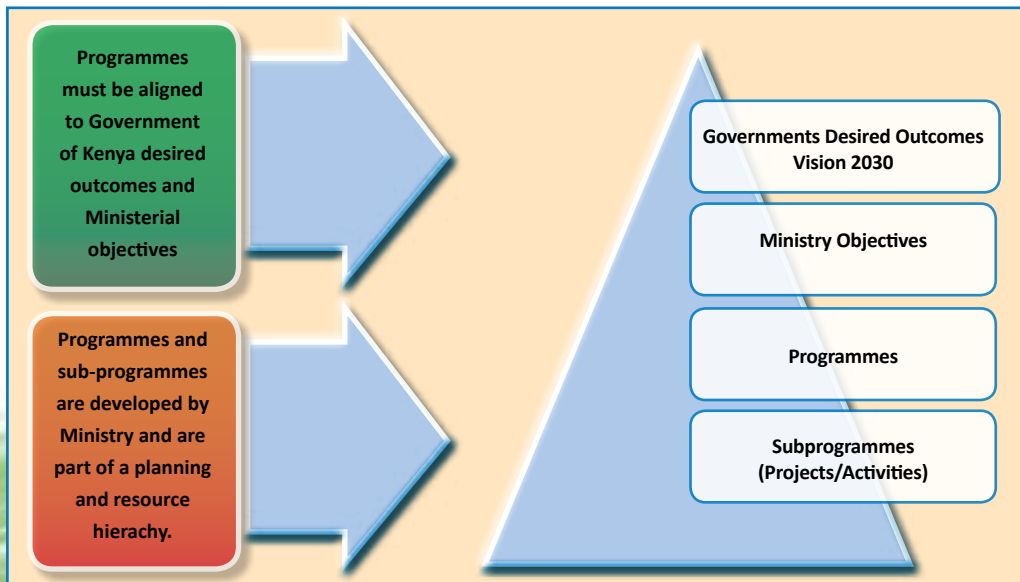 Programmes
must be aligned
to Government
of Kenya desired
outcomes and
Ministerial
objectives
Programmes and
sub-programmes
are developed by
Ministry and are
part of a planning
and resource
hierachy.
Governments Desired Outcomes
Vision 2030
Ministry Objectives
Programmes
Subprogrammes
(Projects/Activities)